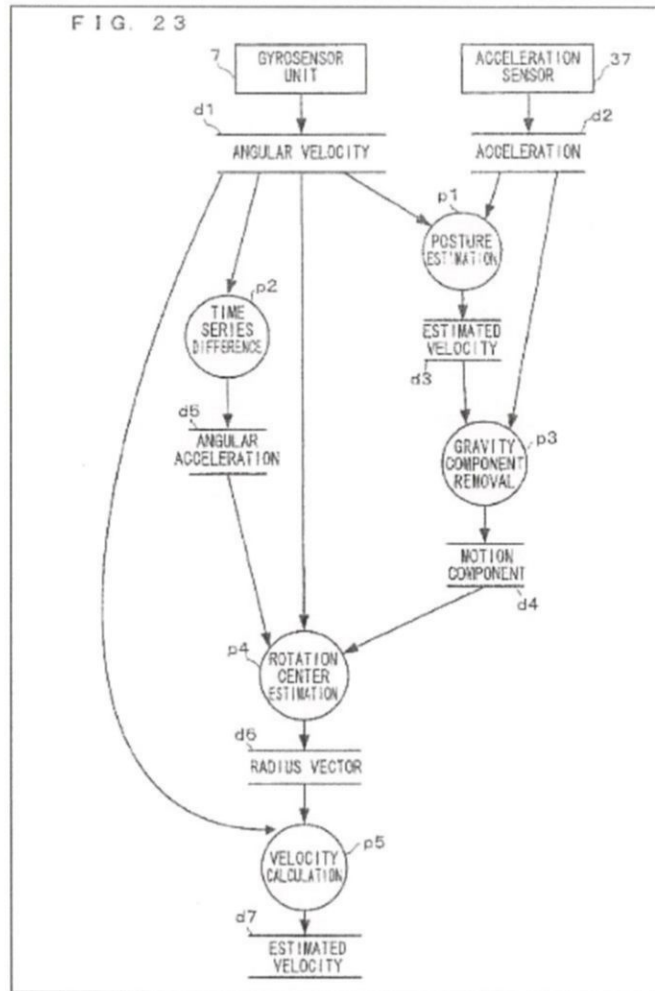 FIG. 23
7
GYROSENSOR
UNIT
ACCELERATION
SENSOR
37
d1
ANGULAR VELOCITY
d2
ACCELERATION
p1
POSTURE
ESTIMATION
p2
TIME
SERIES
DIFFERENCE
ESTIMATED
VELOCITY
d3
d5
ANGULAR
ACCELERATION
GRAVITY
COMPONENT
REMOVAL
p3
MOTION
COMPONENT
d4
p4
ROTATION
CENTER
ESTIMATION
d6
RADIUS VECTOR
VELOCITY
CALCULATION
p5
d7
ESTIMATED
VELOCITY